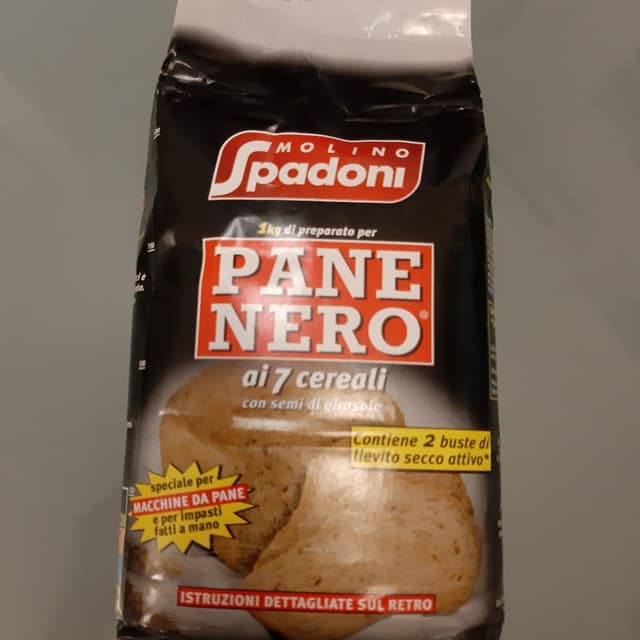 MOLINO
Spadoni
1kg di preparato per
PANE
NERO®
ai 7 cereali
con semi di girasole
Contiene 2 buste di
lievito secco attivo*
speciale per
MACCHINE DA PANE
e per impasti
fatti a mano
ISTRUZIONI DETTAGLIATE SUL RETRO